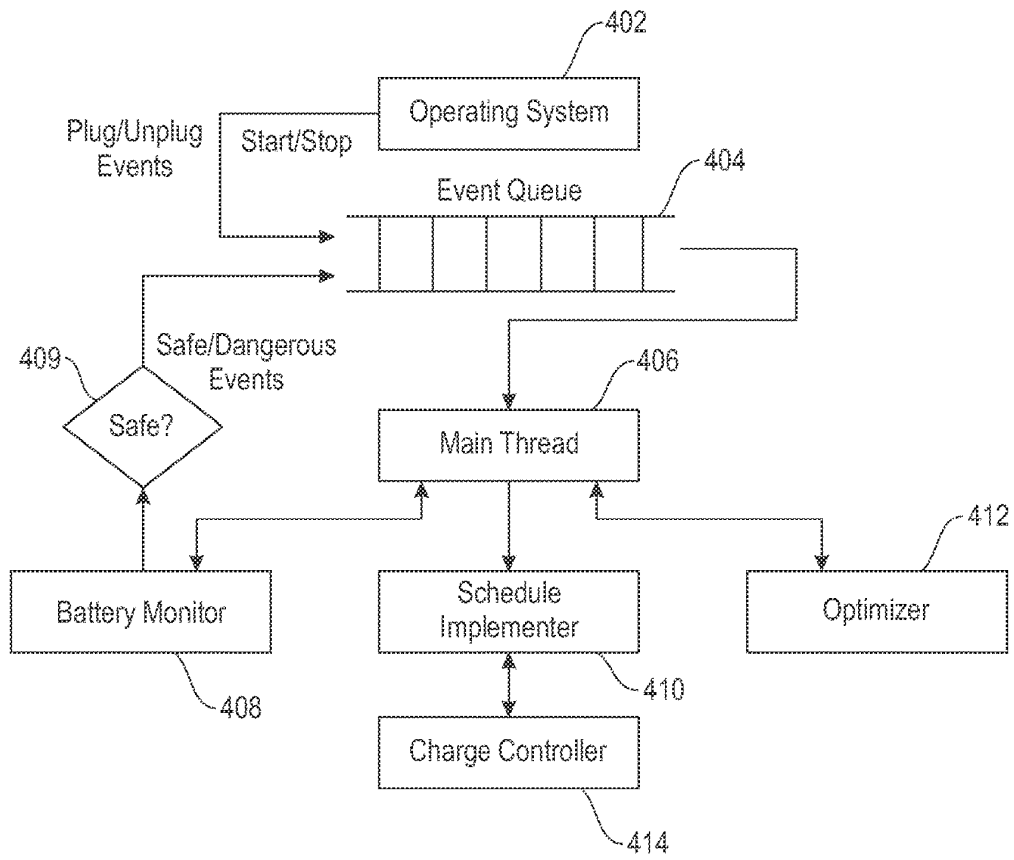 402
Operating System
Plug/Unplug
Events
Start/Stop
404
Event Queue
Safe/Dangerous
Events
409
Safe?
406
Main Thread
412
Battery Monitor
Schedule
Implementer
Optimizer
408
410
Charge Controller
414